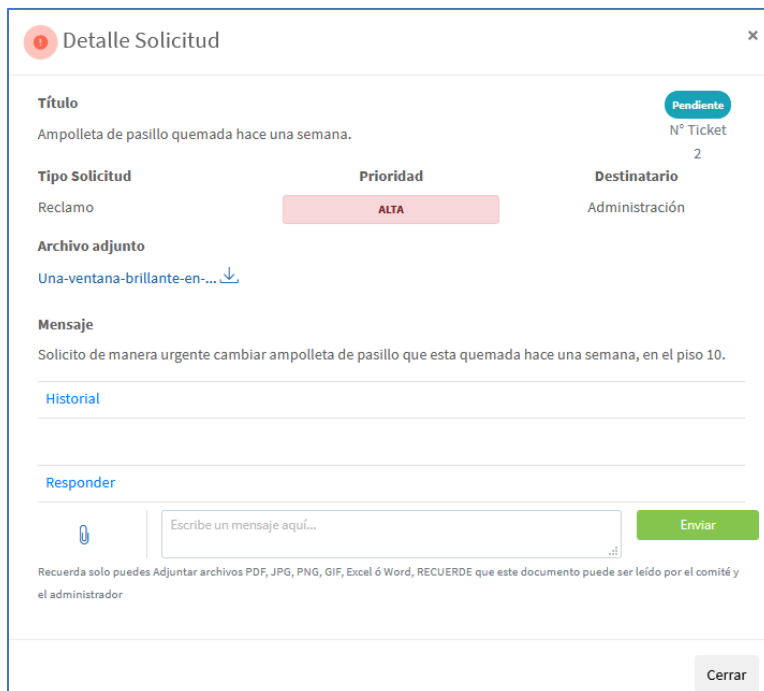 Detalle Solicitud
×
Título
Pendiente
Ampolleta de pasillo quemada hace una semana.
N° Ticket
2
Tipo Solicitud Prioridad Destinatario
Reclamo ALTA Administración
Archivo adjunto
Una-ventana-brillante-en-...
Mensaje
Solicito de manera urgente cambiar ampolleta de pasillo que esta quemada hace una semana, en el piso 10.
Historial
Responder
Escribe un mensaje aquí...
Enviar
Recuerda solo puedes Adjuntar archivos PDF, JPG, PNG, GIF, Excel ó Word, RECUERDE que este documento puede ser leído por el comité y
el administrador
Cerrar